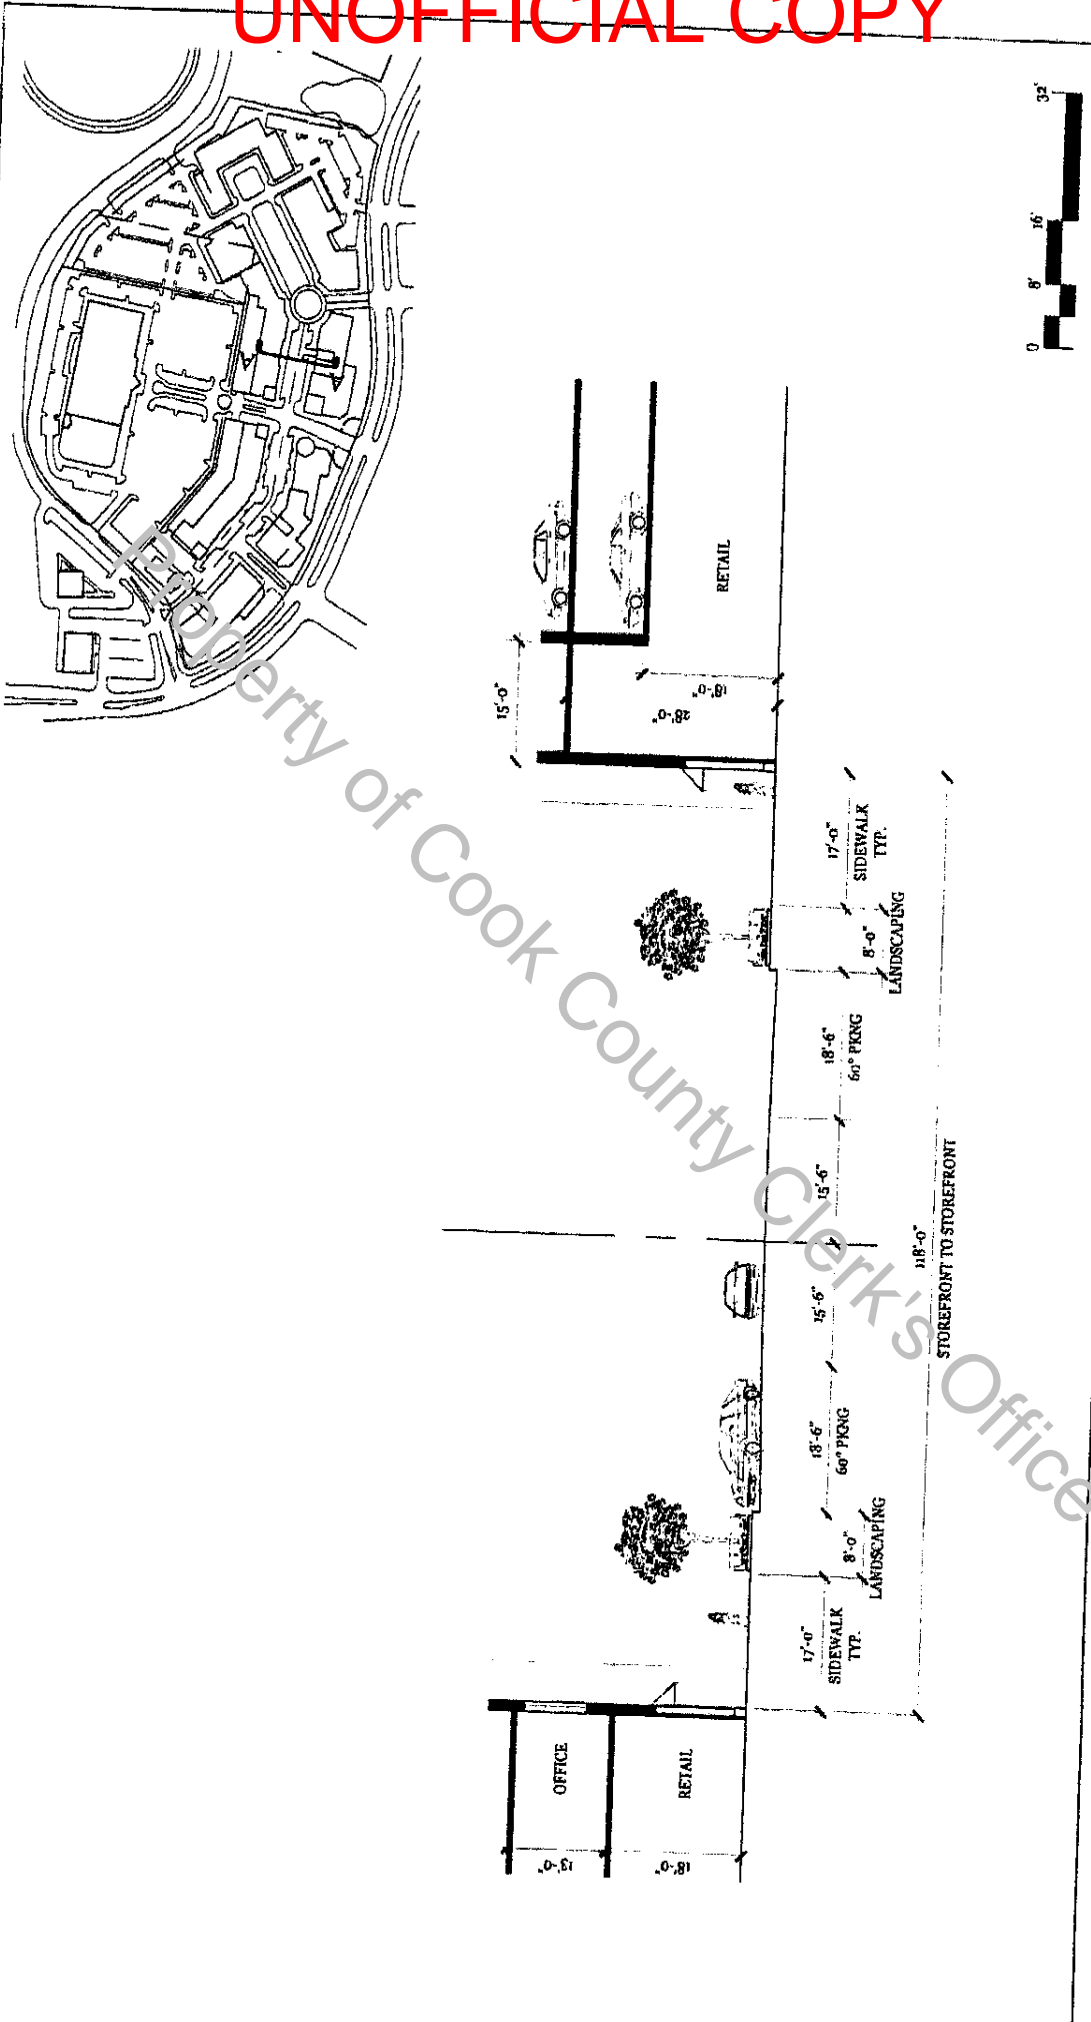 UNOFFICIAL COPY
Property of Cook County Clerk's Office
0 8' 16' 32'
OFFICE
RETAIL
13'-0"
18'-0"
15'-0"
28'-0"
18'-0"
RETAIL
17'-0"
SIDEWALK
TYP.
8'-0"
LANDSCAPING
18'-6"
60° PKNG
15'-6"
15'-6"
18'-6"
60° PKNG
8'-0"
LANDSCAPING
17'-0"
SIDEWALK
TYP.
118'-0"
STOREFRONT TO STOREFRONT